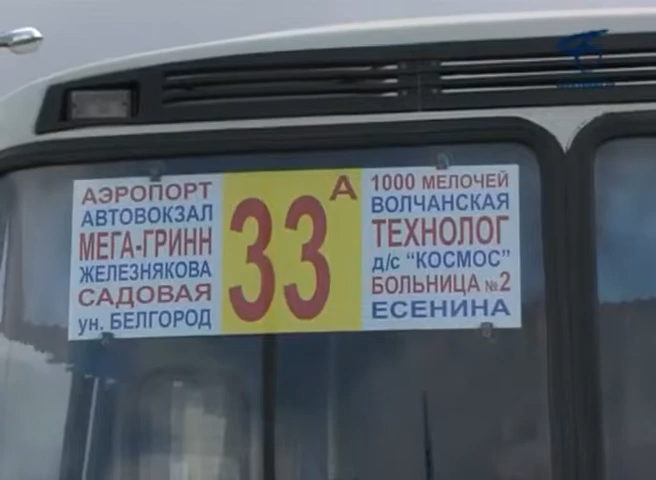 АЭРОПОРТ
АВТОВОКЗАЛ
МЕГА-ГРИНН
ЖЕЛЕЗНЯКОВА
САДОВАЯ
ун. БЕЛГОРОД
33 А
1000 МЕЛОЧЕЙ
ВОЛЧАНСКАЯ
ТЕХНОЛОГ
д/с "КОСМОС"
БОЛЬНИЦА №2
ЕСЕНИНА